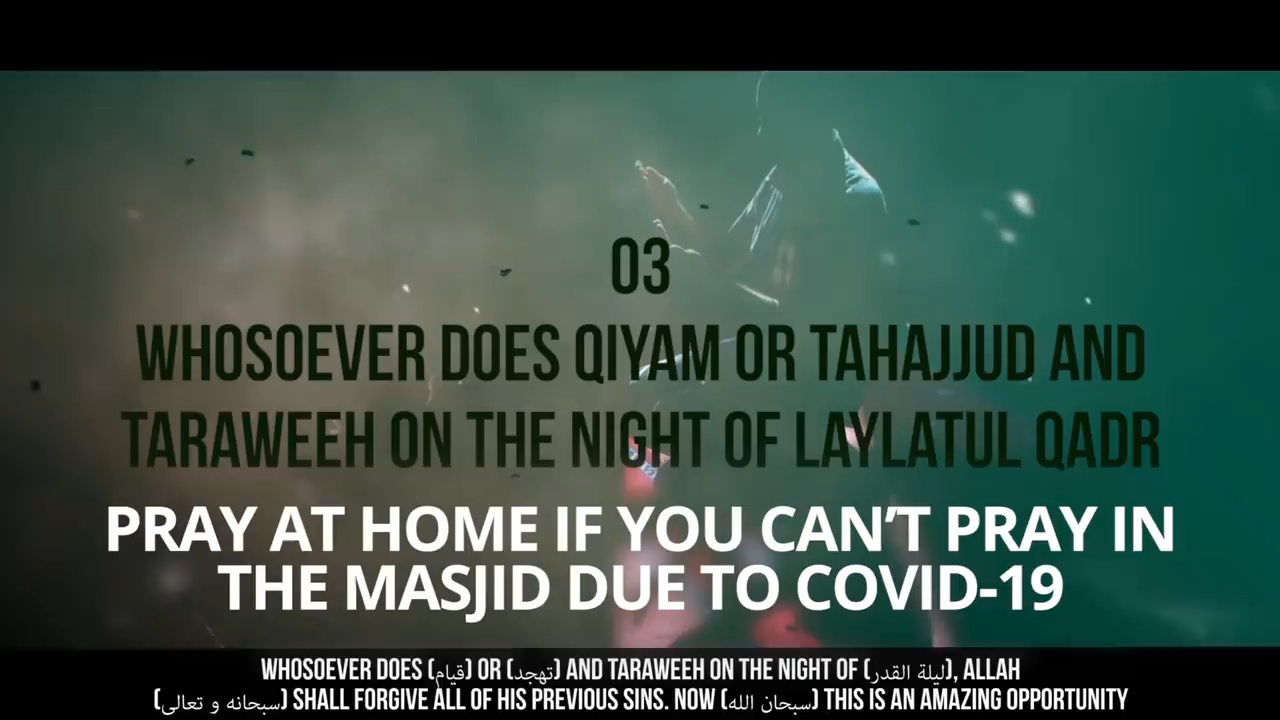 03
WHOSOEVER DOES QIYAM OR TAHAJJUD AND
TARAWEEH ON THE NIGHT OF LAYLATUL QADR
PRAY AT HOME IF YOU CAN'T PRAY IN
THE MASJID DUE TO COVID-19
WHOSOEVER DOES (قيام) OR (تهجد) AND TARAWEEH ON THE NIGHT OF (ليلة القدر), ALLAH
(سبحانه و تعالى) SHALL FORGIVE ALL OF HIS PREVIOUS SINS. NOW (سبحان الله) THIS IS AN AMAZING OPPORTUNITY